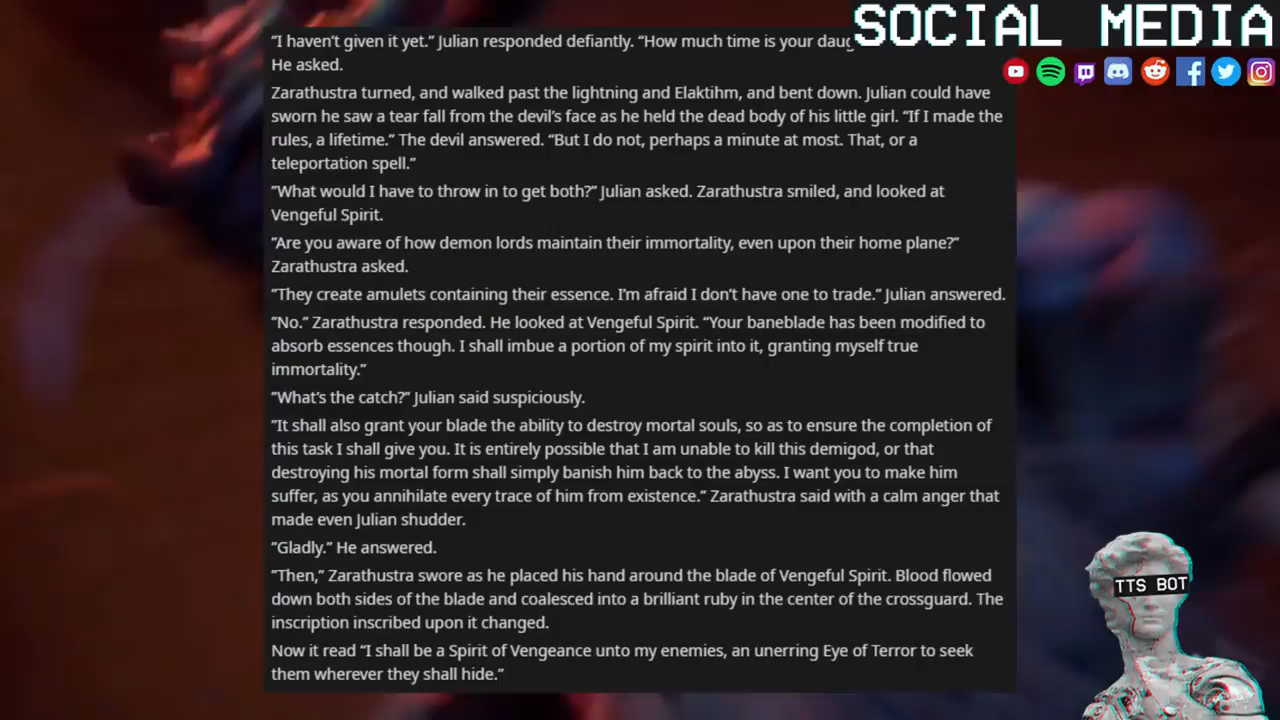 SOCIAL MEDIA
“I haven’t given it yet.” Julian responded defiantly. “How much time is your
He asked.
Zarathustra turned, and walked past the lightning and Elaktihm, and bent down. Julian could have
sworn he saw a tear fall from the devil’s face as he held the dead body of his little girl. “If I made the
rules, a lifetime.” The devil answered. “But I do not, perhaps a minute at most. That, or a
teleportation spell.”
“What would I have to throw in to get both?” Julian asked. Zarathustra smiled, and looked at
Vengeful Spirit.
“Are you aware of how demon lords maintain their immortality, even upon their home plane?”
Zarathustra asked.
“They create amulets containing their essence. I’m afraid I don’t have one to trade.” Julian answered.
“No.” Zarathustra responded. He looked at Vengeful Spirit. “Your baneblade has been modified to
absorb essences though. I shall imbue a portion of my spirit into it, granting myself true
immortality.”
“What’s the catch?” Julian said suspiciously.
“It shall also grant your blade the ability to destroy mortal souls, so as to ensure the completion of
this task I shall give you. It is entirely possible that I am unable to kill this demigod, or that
destroying his mortal form shall simply banish him back to the abyss. I want you to make him
suffer, as you annihilate every trace of him from existence.” Zarathustra said with a calm anger that
made even Julian shudder.
“Gladly.” He answered.
“Then,” Zarathustra swore as he placed his hand around the blade of Vengeful Spirit. Blood flowed
down both sides of the blade and coalesced into a brilliant ruby in the center of the crossguard. The
inscription inscribed upon it changed.
Now it read “I shall be a Spirit of Vengeance unto my enemies, an unerring Eye of Terror to seek
them wherever they shall hide.”
TTS BOT